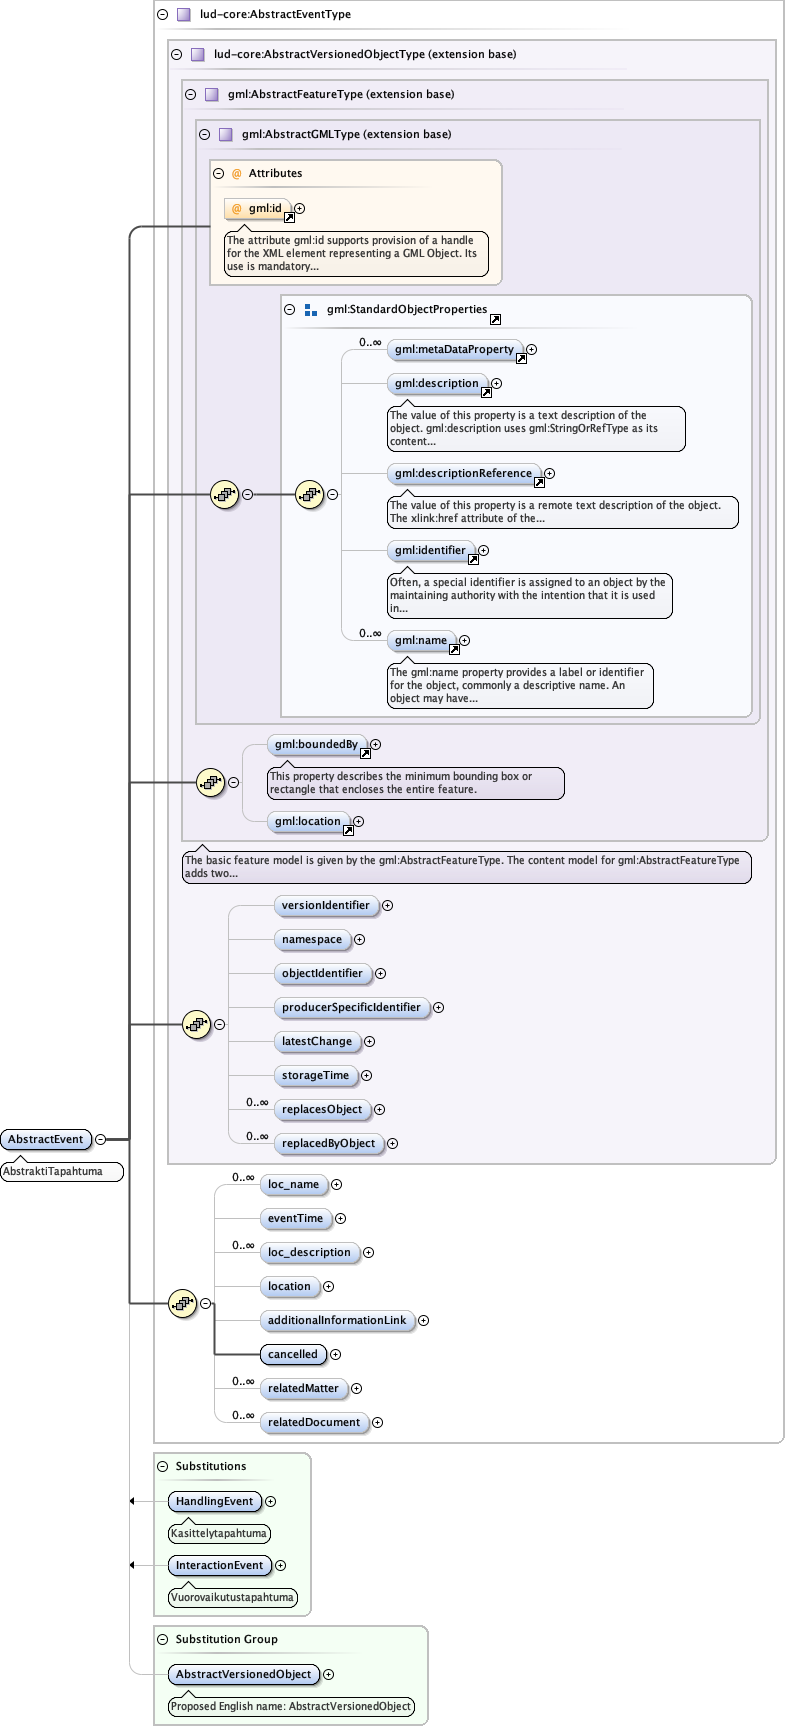 lud-core:AbstractEventType
lud-core:AbstractVersionedObjectType (extension base)
gml:AbstractFeatureType (extension base)
gml:AbstractGMLType (extension base)
@ Attributes
@ gml:id
The attribute gml:id supports provision of a handle
for the XML element representing a GML Object. Its
use is mandatory...
gml:StandardObjectProperties
0..∞
gml:metaDataProperty
gml:description
The value of this property is a text description of the
object. gml:description uses gml:StringOrRefType as its
content...
gml:descriptionReference
The value of this property is a remote text description of the object.
The xlink:href attribute of the...
gml:identifier
Often, a special identifier is assigned to an object by the
maintaining authority with the intention that it is used
in...
0..∞
gml:name
The gml:name property provides a label or identifier
for the object, commonly a descriptive name. An
object may have...
gml:boundedBy
This property describes the minimum bounding box or
rectangle that encloses the entire feature.
gml:location
The basic feature model is given by the gml:AbstractFeatureType. The content model for gml:AbstractFeatureType
adds two...
versionIdentifier
namespace
objectIdentifier
producerSpecificIdentifier
latestChange
storageTime
0..∞
replacesObject
0..∞
replacedByObject
AbstractEvent
AbstraktiTapahtuma
0..∞
loc_name
eventTime
0..∞
loc_description
location
additionalInformationLink
cancelled
0..∞
relatedMatter
0..∞
relatedDocument
Substitutions
HandlingEvent
Kasittelytapahtuma
InteractionEvent
Vuorovaikutustapahtuma
Substitution Group
AbstractVersionedObject
Proposed English name: AbstractVersionedObject